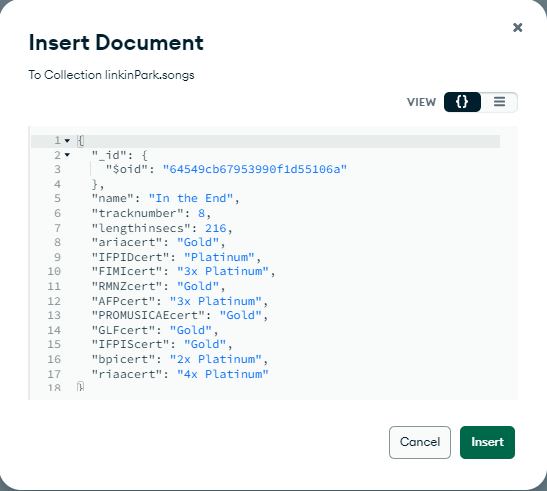 Insert Document
To Collection linkinPark.songs
VIEW {}
1 {
2 "_id": {
3 "$oid": "64549cb67953990f1d55106a"
4 },
5 "name": "In the End",
6 "tracknumber": 8,
7 "lengthinsecs": 216,
8 "ariacert": "Gold",
9 "IFPIDcert": "Platinum",
10 "FIMIcert": "3x Platinum",
11 "RMNZcert": "Gold",
12 "AFPcert": "3x Platinum",
13 "PROMUSICAEcert": "Gold",
14 "GLFcert": "Gold",
15 "IFPIScert": "Gold",
16 "bpicert": "2x Platinum",
17 "riaacert": "4x Platinum"
18 }
Cancel Insert